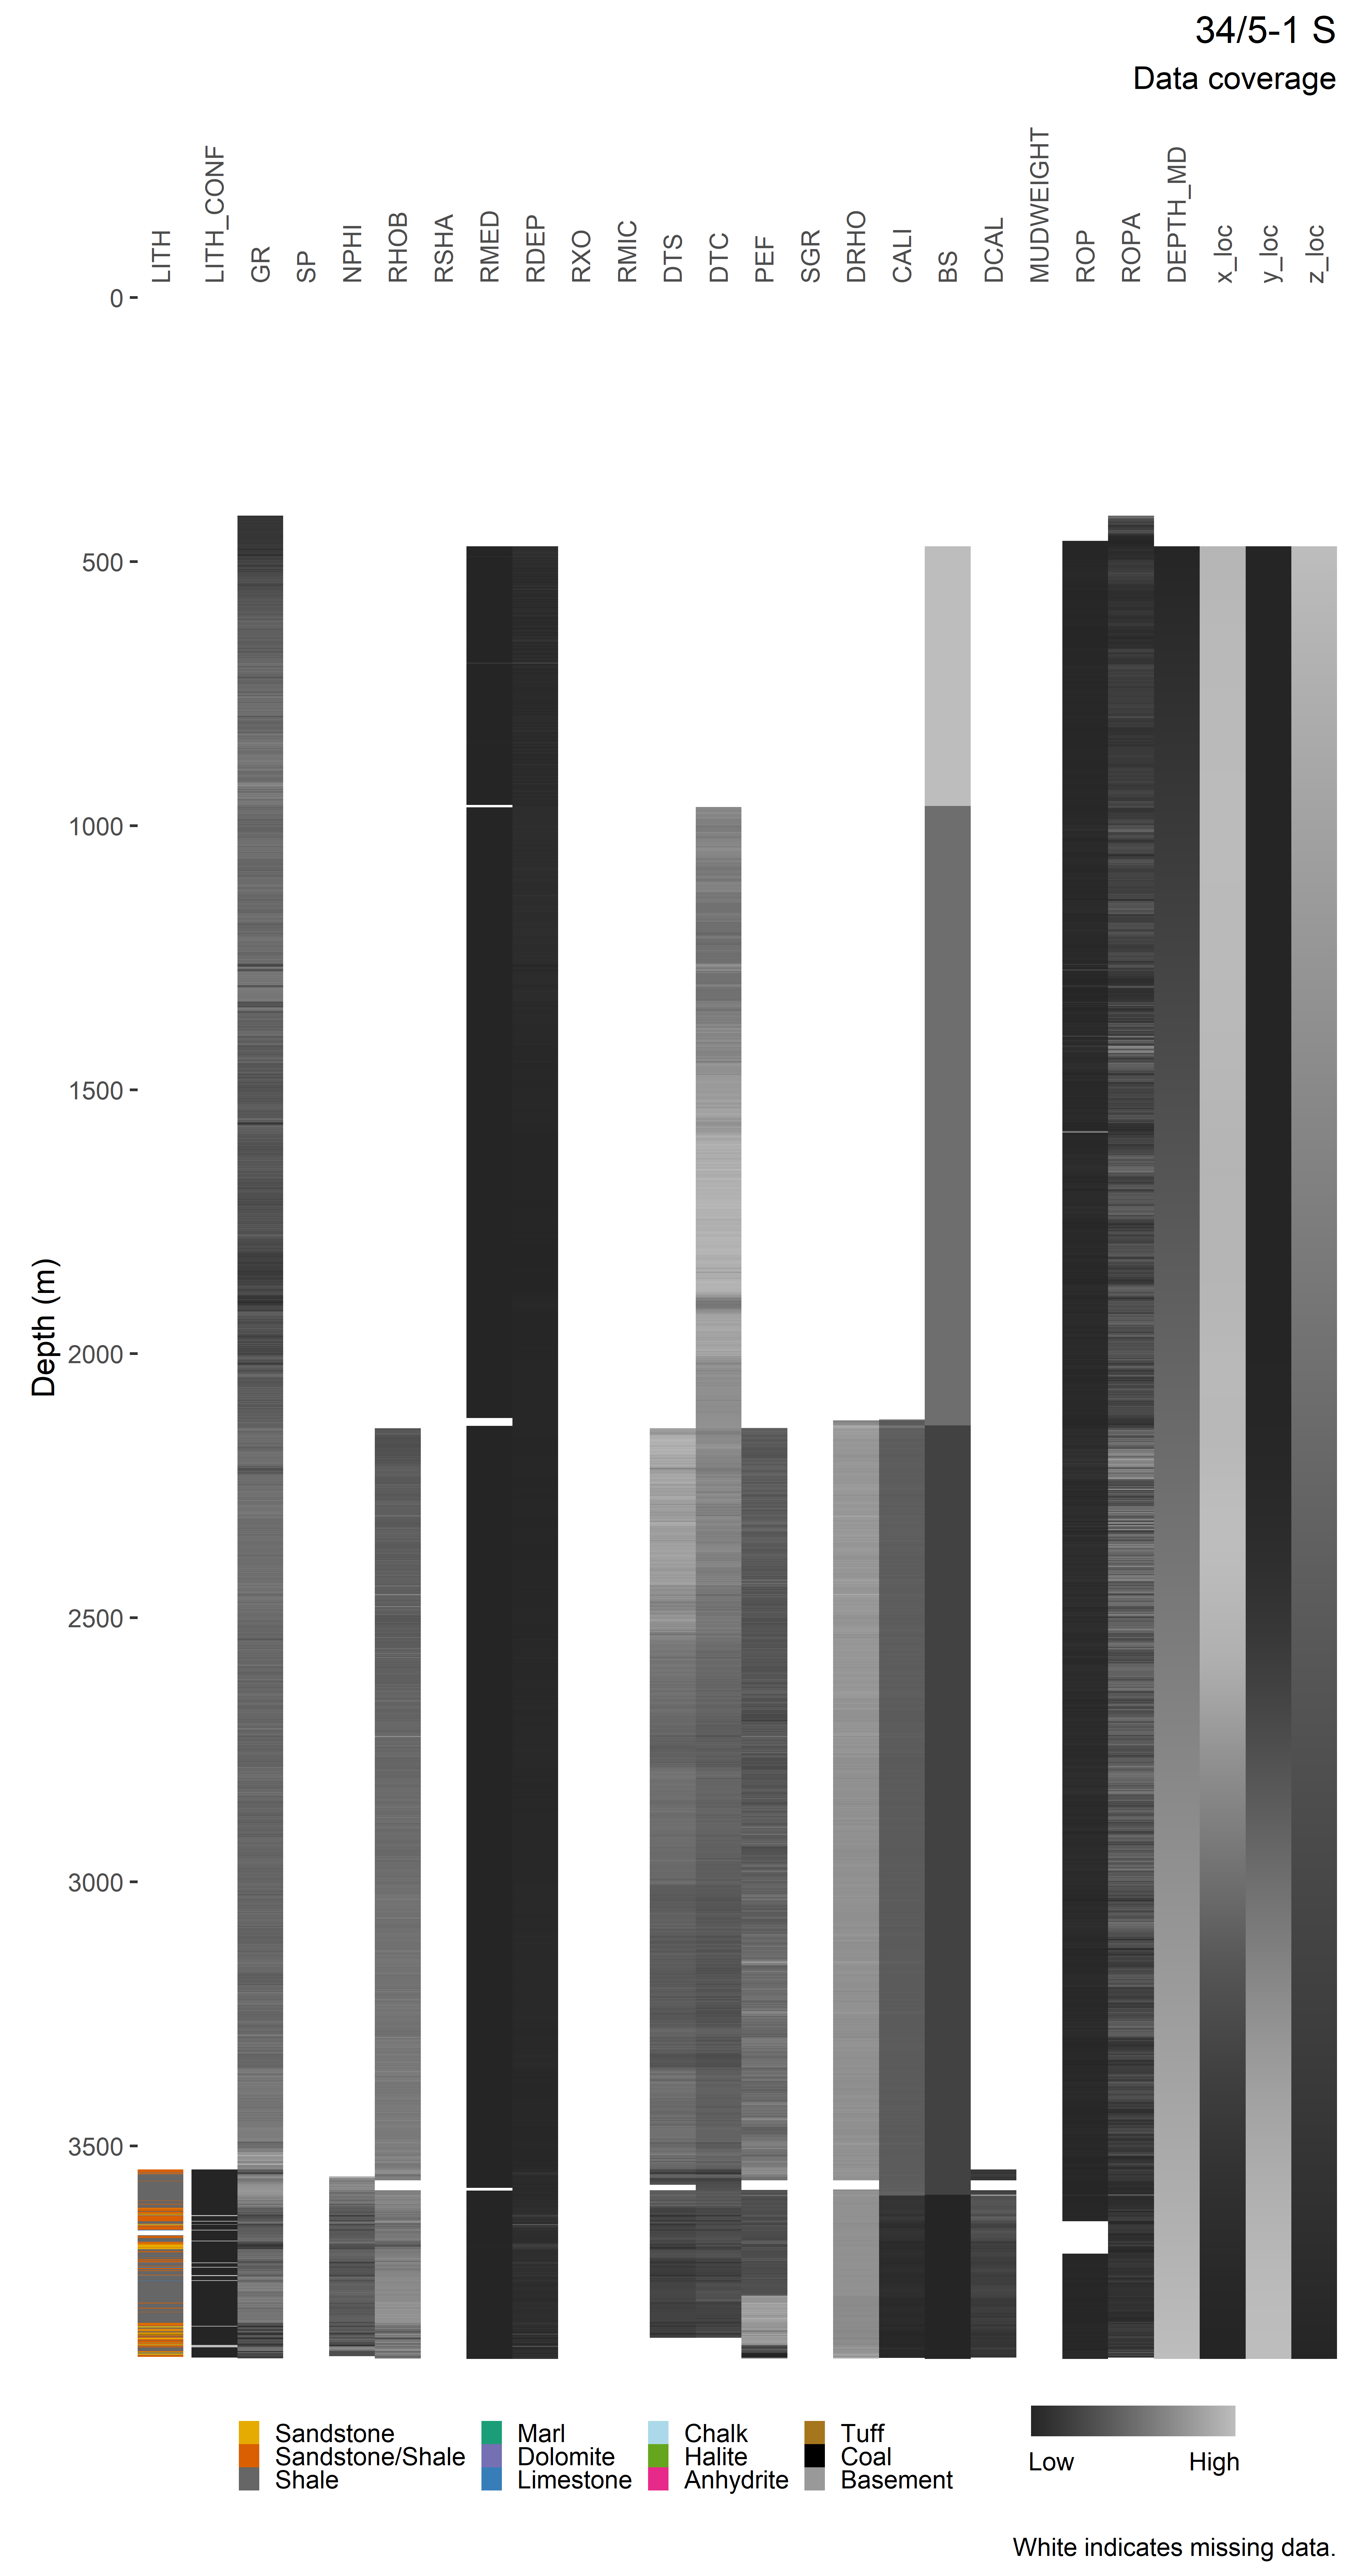 34/5-1 S
Data coverage
LITH
LITH_CONF
GR
SP
NPHI
RHOB
RSHA
RMED
RDEP
RXO
RMIC
DTS
DTC
PEF
SGR
DRHO
CALI
BS
DCAL
MUDWEIGHT
ROP
ROPA
DEPTH_MD
x_loc
y_loc
z_loc
0
500
1000
1500
2000
2500
3000
3500
Depth (m)
Sandstone
Sandstone/Shale
Shale
Marl
Dolomite
Limestone
Chalk
Halite
Anhydrite
Tuff
Coal
Basement
Low
High
White indicates missing data.